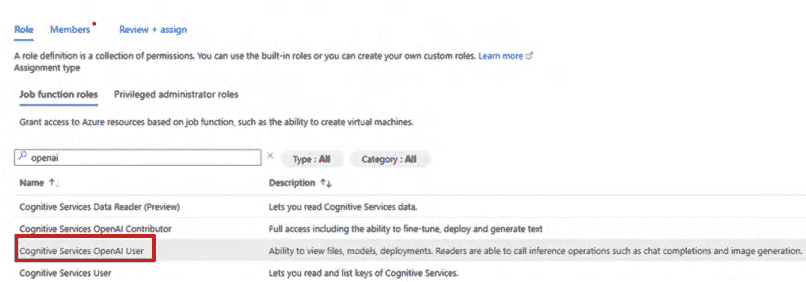 Role Members Review + assign
A role definition is a collection of permissions. You can use the built-in roles or you can create your own custom roles. Learn more
Assignment type
Job function roles Privileged administrator roles
Grant access to Azure resources based on job function, such as the ability to create virtual machines.
openai × Type : All Category : All
Name ↑↓ Description ↑↓
Cognitive Services Data Reader (Preview) Lets you read Cognitive Services data.
Cognitive Services OpenAI Contributor Full access including the ability to fine-tune, deploy and generate text
Cognitive Services OpenAI User Ability to view files, models, deployments. Readers are able to call inference operations such as chat completions and image generation.
Cognitive Services User Lets you read and list keys of Cognitive Services.